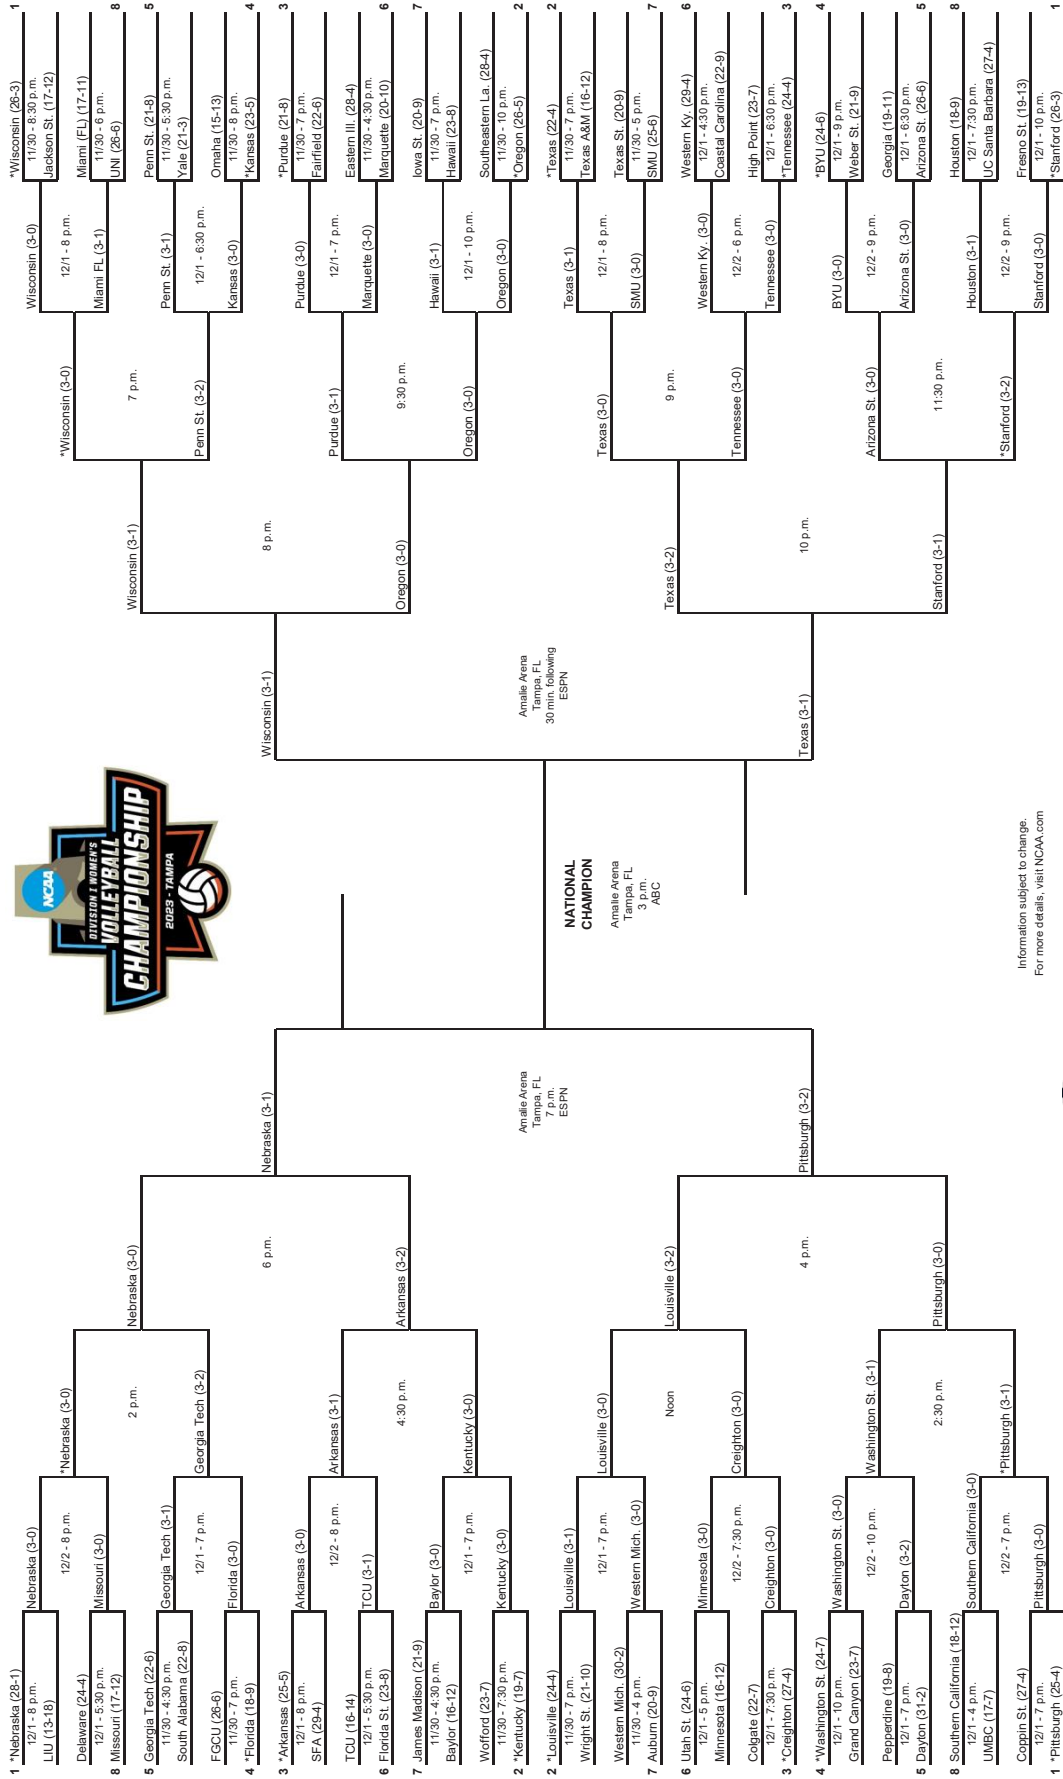 1 *Nebraska (28-1)
12/1 - 8 p.m.
LIU (13-18)
*Delaware (24-4)
12/1 - 5:30 p.m.
8 Missouri (17-12)
5 Georgia Tech (22-6)
11/30 - 4:30 p.m.
South Alabama (22-8)
FGCU (26-6)
11/30 - 7 p.m.
4 *Florida (18-9)
3 *Arkansas (25-5)
12/1 - 8 p.m.
SFA (29-4)
TCU (16-14)
12/1 - 5:30 p.m.
6 Florida St. (23-8)
7 James Madison (21-9)
11/30 - 4:30 p.m.
Baylor (16-12)
Wofford (23-7)
11/30 - 7:30 p.m.
2 *Kentucky (19-7)
2 *Louisville (24-4)
11/30 - 7 p.m.
Wright St. (21-10)
Western Mich. (30-2)
11/30 - 4 p.m.
7 Auburn (20-9)
6 Utah St. (24-6)
12/1 - 5 p.m.
Minnesota (16-12)
Colgate (22-7)
12/1 - 7:30 p.m.
3 *Creighton (27-4)
4 *Washington St. (24-7)
12/1 - 10 p.m.
Grand Canyon (23-7)
Pepperdine (19-8)
12/1 - 7 p.m.
5 Dayton (31-2)
8 Southern California (18-12)
12/1 - 4 p.m.
UMBC (17-7)
Coppin St. (27-4)
12/1 - 7 p.m.
1 *Pittsburgh (25-4)
Nebraska (3-0)
12/2 - 8 p.m.
Missouri (3-0)
Georgia Tech (3-1)
12/1 - 7 p.m.
Florida (3-0)
Arkansas (3-0)
12/2 - 8 p.m.
TCU (3-1)
Baylor (3-0)
12/1 - 7 p.m.
Kentucky (3-0)
Louisville (3-1)
12/1 - 7 p.m.
Western Mich. (3-0)
Minnesota (3-0)
12/2 - 7:30 p.m.
Creighton (3-0)
Washington St. (3-0)
12/2 - 10 p.m.
Dayton (3-2)
Southern California (3-0)
12/2 - 7 p.m.
Pittsburgh (3-0)
*Nebraska (3-0)
2 p.m.
Georgia Tech (3-2)
Arkansas (3-1)
4:30 p.m.
Kentucky (3-0)
Louisville (3-0)
Noon
Creighton (3-0)
Washington St. (3-1)
2:30 p.m.
*Pittsburgh (3-1)
Nebraska (3-0)
6 p.m.
Arkansas (3-2)
Louisville (3-2)
4 p.m.
Pittsburgh (3-0)
Nebraska (3-1)
Amalie Arena
Tampa, FL
7 p.m.
ESPN
Pittsburgh (3-2)
NCAA
DIVISION I WOMEN'S
VOLLEYBALL
CHAMPIONSHIP
2023 - TAMPA
NATIONAL
CHAMPION
Amalie Arena
Tampa, FL
3 p.m.
ABC
Information subject to change.
For more details, visit NCAA.com
Wisconsin (3-1)
Amalie Arena
Tampa, FL
30 min. following
ESPN
Texas (3-1)
Wisconsin (3-1)
8 p.m.
Oregon (3-0)
Texas (3-2)
10 p.m.
Stanford (3-1)
*Wisconsin (3-0)
7 p.m.
Penn St. (3-2)
Purdue (3-1)
9:30 p.m.
Oregon (3-0)
Texas (3-0)
9 p.m.
Tennessee (3-0)
Arizona St. (3-0)
11:30 p.m.
*Stanford (3-2)
Wisconsin (3-0)
12/1 - 8 p.m.
Miami FL (3-1)
Penn St. (3-1)
12/1 - 6:30 p.m.
Kansas (3-0)
Purdue (3-0)
12/1 - 7 p.m.
Marquette (3-0)
Hawaii (3-1)
12/1 - 10 p.m.
Oregon (3-0)
Texas (3-1)
12/1 - 8 p.m.
SMU (3-0)
Western Ky. (3-0)
12/2 - 6 p.m.
Tennessee (3-0)
BYU (3-0)
12/2 - 9 p.m.
Arizona St. (3-0)
Houston (3-1)
12/2 - 9 p.m.
Stanford (3-0)
*Wisconsin (26-3) 1
11/30 - 8:30 p.m.
Jackson St. (17-12)
Miami (FL) (17-11)
11/30 - 6 p.m.
UNI (26-6) 8
Penn St. (21-8) 5
11/30 - 5:30 p.m.
Yale (21-3)
Omaha (15-13)
11/30 - 8 p.m.
*Kansas (23-5) 4
*Purdue (21-8) 3
11/30 - 7 p.m.
Fairfield (22-6)
Eastern Ill. (28-4)
11/30 - 4:30 p.m.
Marquette (20-10) 6
Iowa St. (20-9) 7
11/30 - 7 p.m.
Hawaii (23-8)
Southeastern La. (28-4)
11/30 - 10 p.m.
*Oregon (26-5) 2
*Texas (22-4) 2
11/30 - 7 p.m.
Texas A&M (16-12)
Texas St. (20-9)
11/30 - 5 p.m.
SMU (25-6) 7
Western Ky. (29-4) 6
12/1 - 4:30 p.m.
Coastal Carolina (22-9)
High Point (23-7)
12/1 - 6:30 p.m.
*Tennessee (24-4) 3
*BYU (24-6) 4
12/1 - 9 p.m.
Weber St. (21-9)
Georgia (19-11)
12/1 - 6:30 p.m.
Arizona St. (26-6) 5
Houston (18-9) 8
12/1 - 7:30 p.m.
UC Santa Barbara (27-4)
Fresno St. (19-13)
12/1 - 10 p.m.
*Stanford (26-3) 1